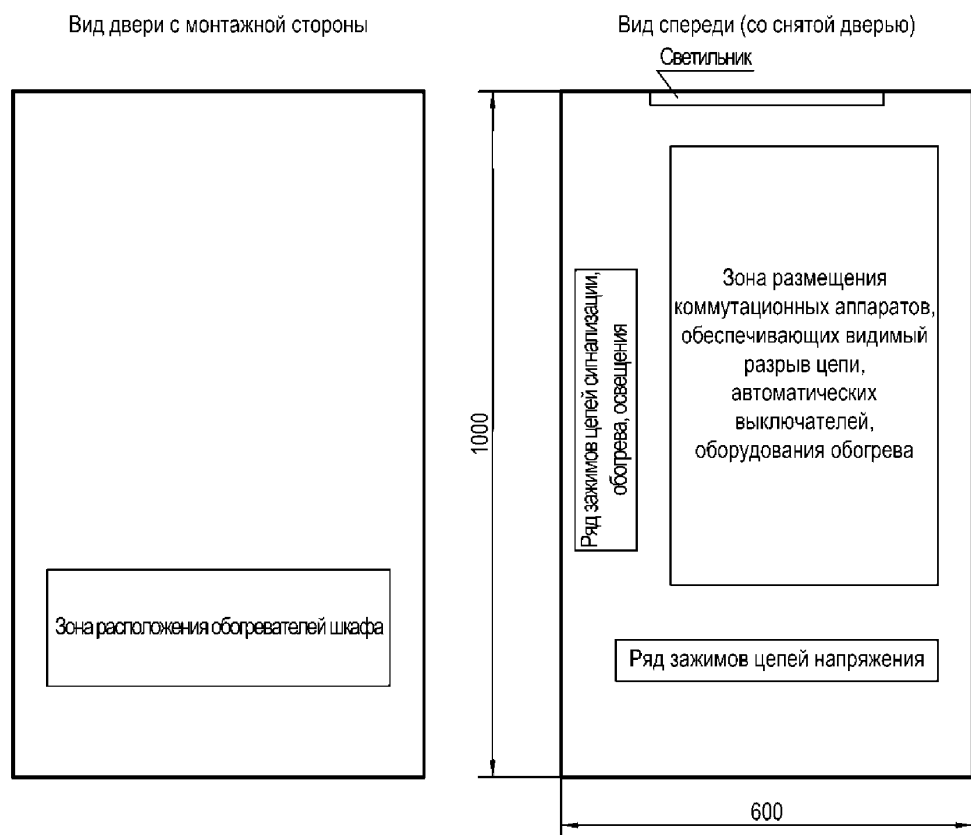 Вид двери с монтажной стороны
Вид спереди (со снятой дверью)
Светильник
Зона размещения
коммутационных аппаратов,
обеспечивающих видимый
разрыв цепи,
автоматических
выключателей,
оборудования обогрева
Ряд зажимов цепей сигнализации,
обогрева, освещения
1000
Зона расположения обогревателей шкафа
Ряд зажимов цепей напряжения
600